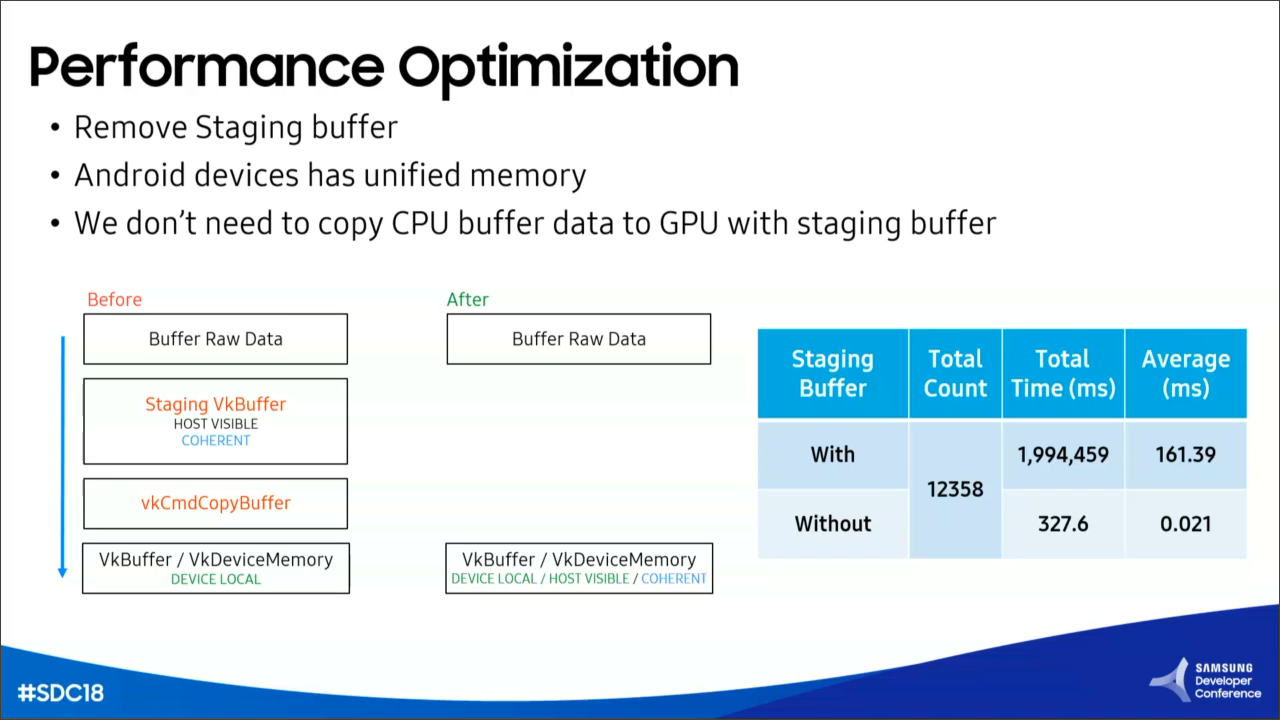 Performance Optimization
• Remove Staging buffer
• Android devices has unified memory
• We don't need to copy CPU buffer data to GPU with staging buffer
Before
Buffer Raw Data
Staging VkBuffer
HOST VISIBLE
COHERENT
vkCmdCopyBuffer
VkBuffer / VkDeviceMemory
DEVICE LOCAL
After
Buffer Raw Data
VkBuffer / VkDeviceMemory
DEVICE LOCAL / HOST VISIBLE / COHERENT
Staging Buffer Total Count Total Time (ms) Average (ms)
With 12358 1,994,459 161.39
Without 327.6 0.021
#SDC18
SAMSUNG
Developer
Conference